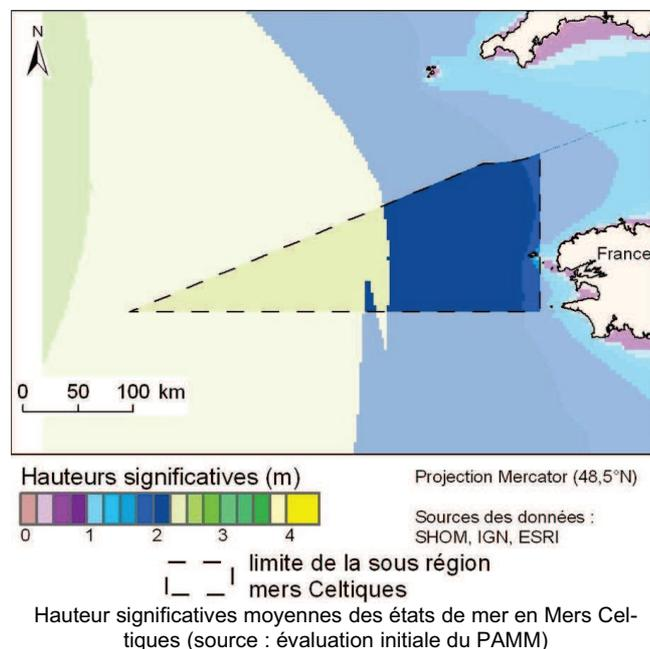 N
France
0 50 100 km
Hauteurs significatives (m)
0 1 2 3 4
Projection Mercator (48,5°N)
Sources des données :
SHOM, IGN, ESRI
limite de la sous région
mers Celtiques
Hauteur significatives moyennes des états de mer en Mers Cel-
tiques (source : évaluation initiale du PAMM)